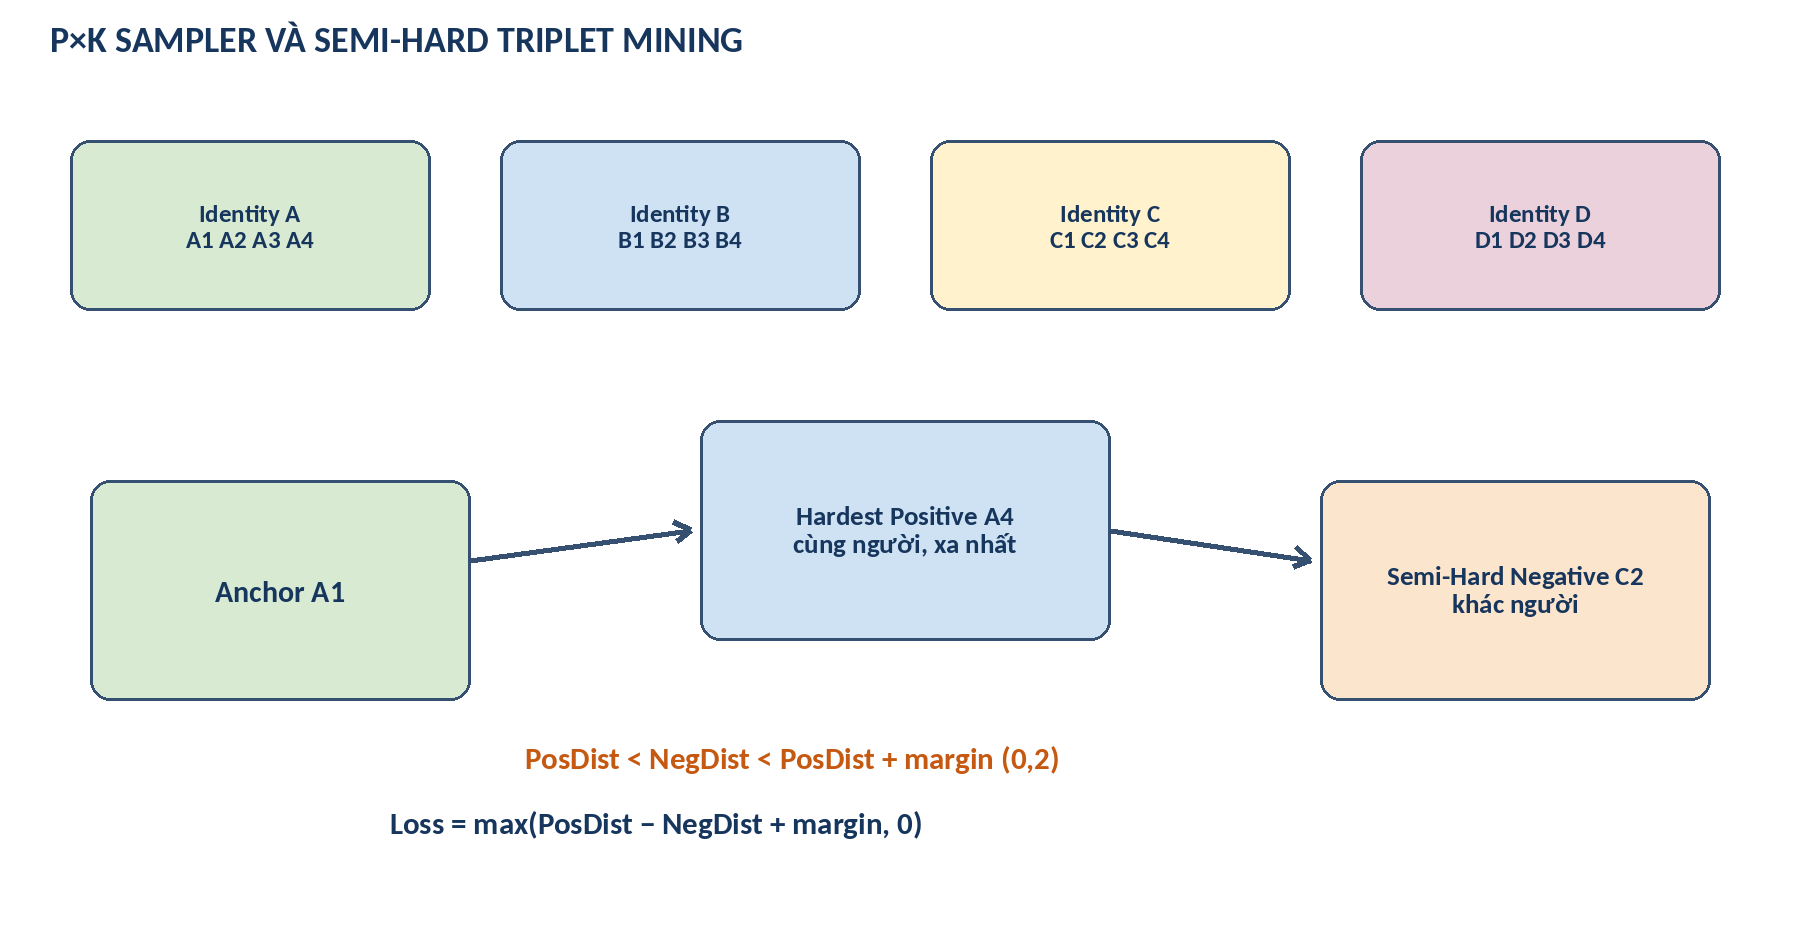 P×K SAMPLER VÀ SEMI-HARD TRIPLET MINING
Identity A
A1 A2 A3 A4
Identity B
B1 B2 B3 B4
Identity C
C1 C2 C3 C4
Identity D
D1 D2 D3 D4
Anchor A1
Hardest Positive A4
cùng người, xa nhất
Semi-Hard Negative C2
khác người
PosDist < NegDist < PosDist + margin (0,2)
Loss = max(PosDist − NegDist + margin, 0)